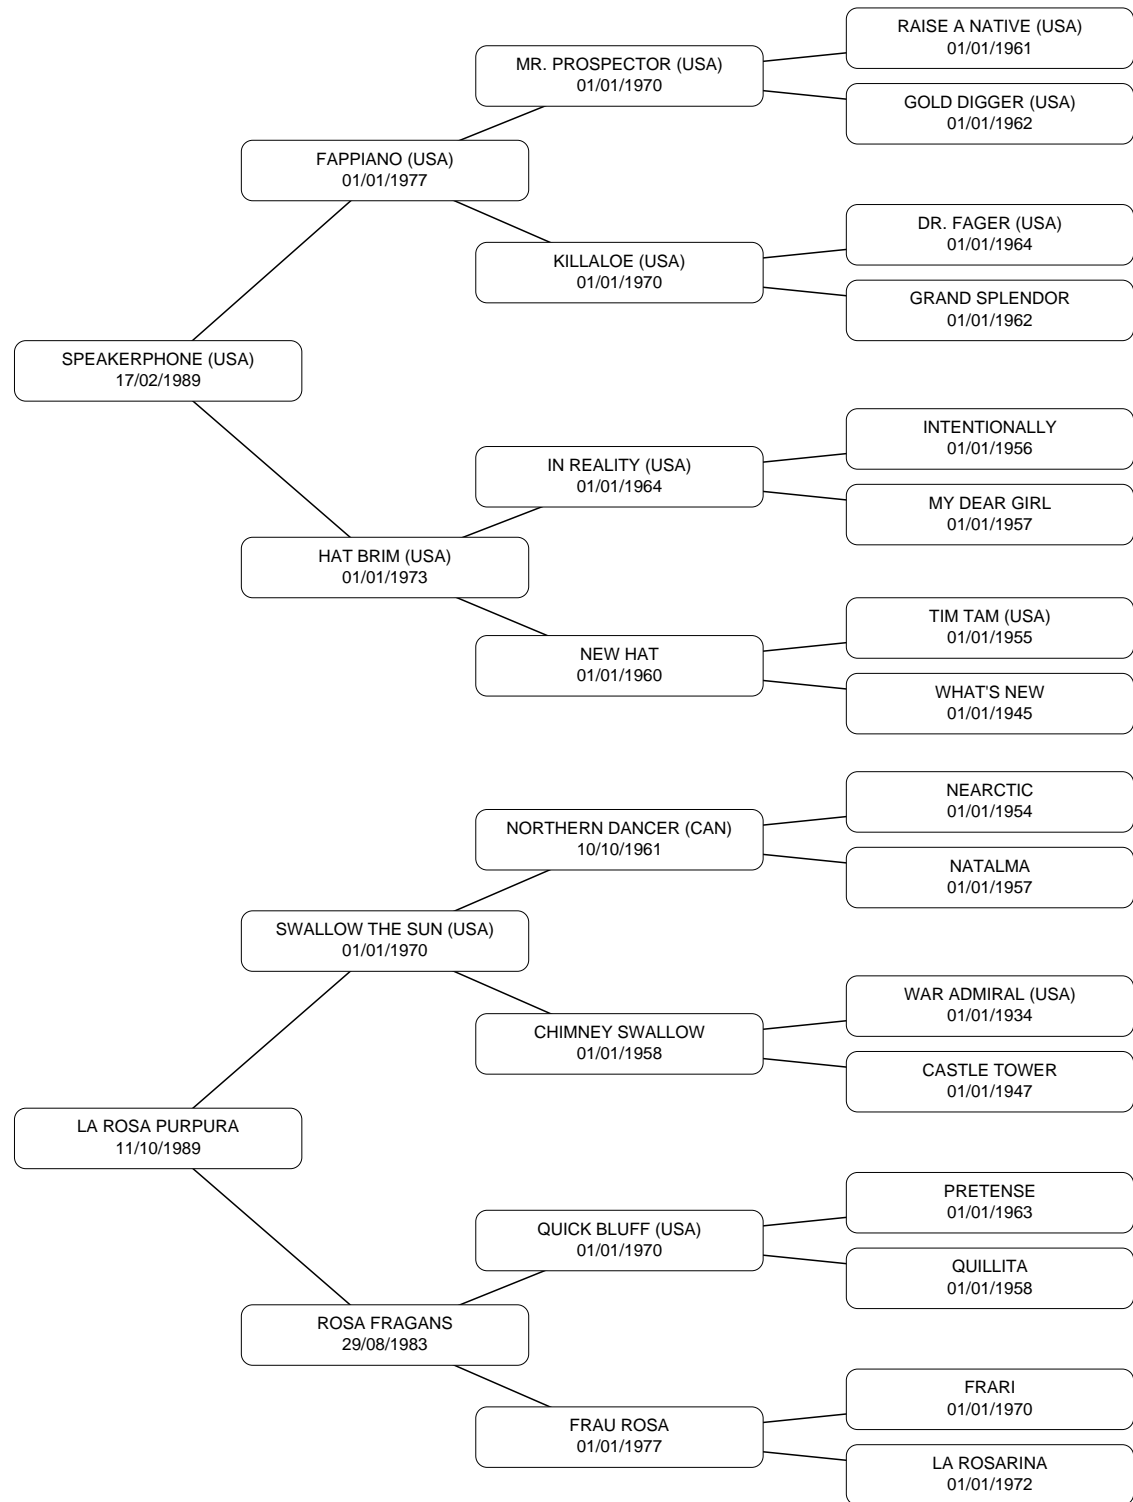 RAISE A NATIVE (USA)
01/01/1961
MR. PROSPECTOR (USA)
01/01/1970
GOLD DIGGER (USA)
01/01/1962
FAPPIANO (USA)
01/01/1977
DR. FAGER (USA)
01/01/1964
KILLALOE (USA)
01/01/1970
GRAND SPLENDOR
01/01/1962
SPEAKERPHONE (USA)
17/02/1989
INTENTIONALLY
01/01/1956
IN REALITY (USA)
01/01/1964
MY DEAR GIRL
01/01/1957
HAT BRIM (USA)
01/01/1973
TIM TAM (USA)
01/01/1955
NEW HAT
01/01/1960
WHAT'S NEW
01/01/1945
NEARCTIC
01/01/1954
NORTHERN DANCER (CAN)
10/10/1961
NATALMA
01/01/1957
SWALLOW THE SUN (USA)
01/01/1970
WAR ADMIRAL (USA)
01/01/1934
CHIMNEY SWALLOW
01/01/1958
CASTLE TOWER
01/01/1947
LA ROSA PURPURA
11/10/1989
PRETENSE
01/01/1963
QUICK BLUFF (USA)
01/01/1970
QUILLITA
01/01/1958
ROSA FRAGANS
29/08/1983
FRARI
01/01/1970
FRAU ROSA
01/01/1977
LA ROSARINA
01/01/1972